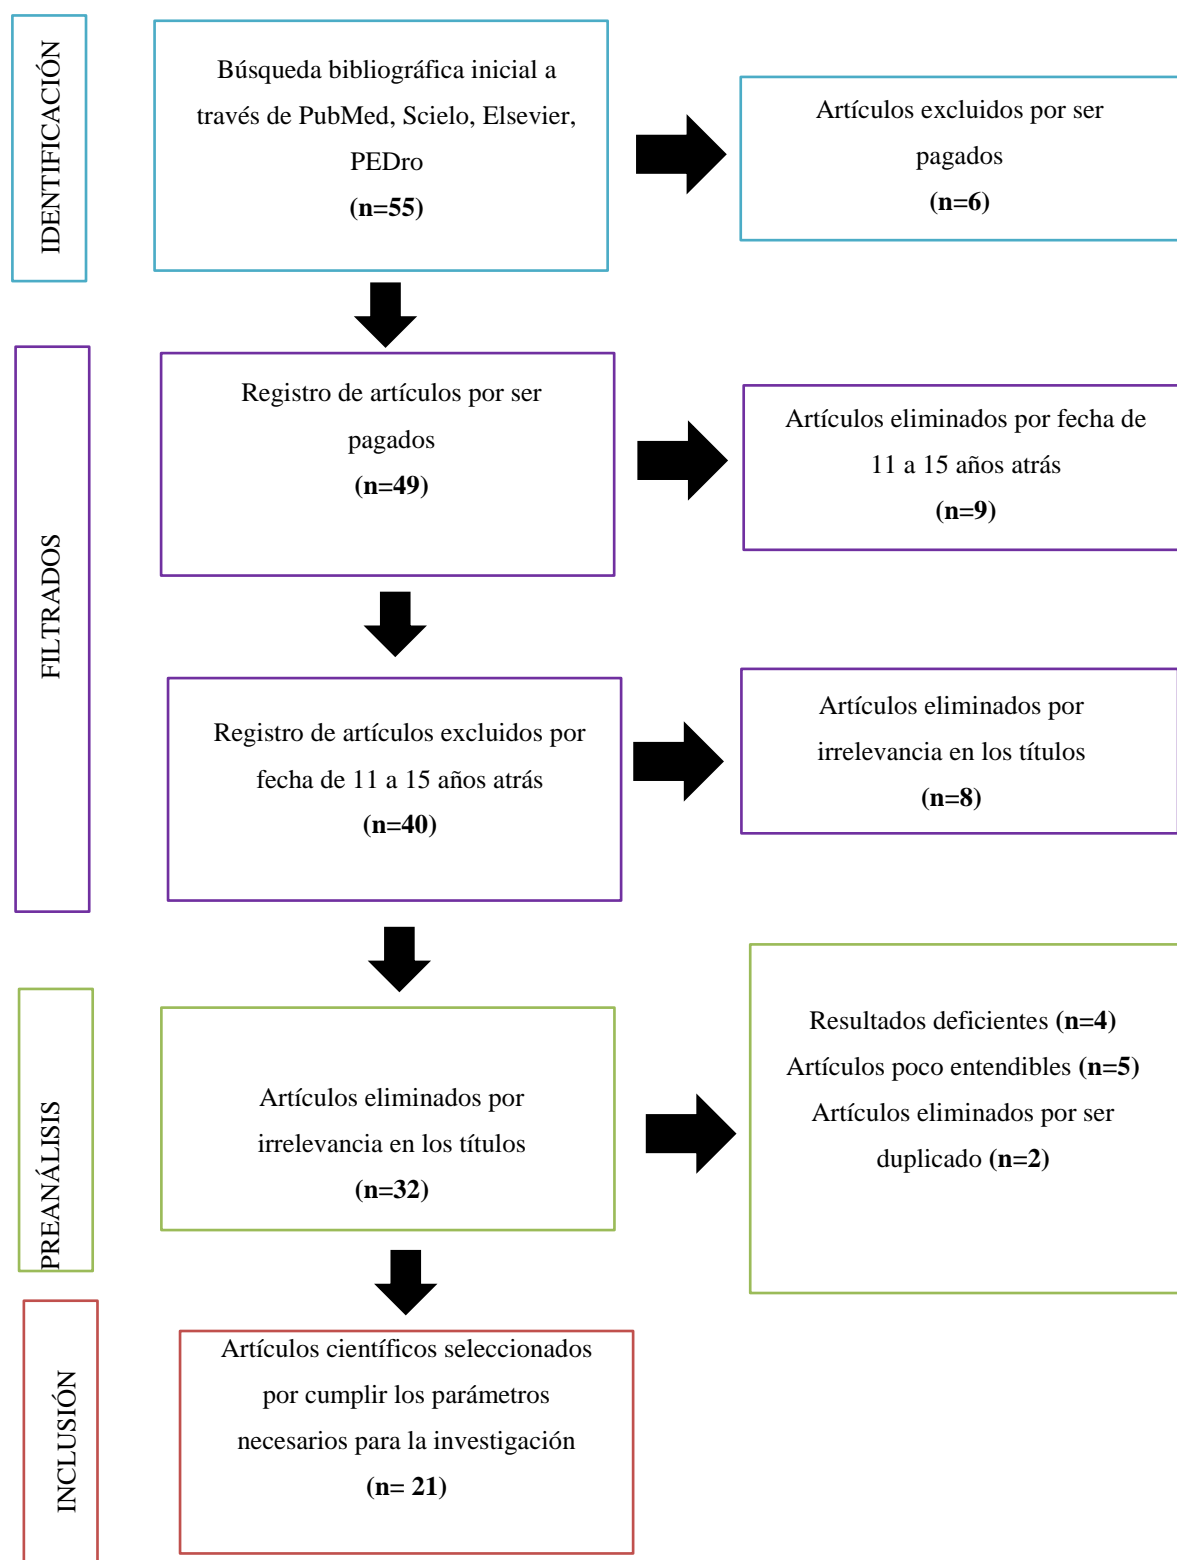 IDENTIFICACIÓN
Búsqueda bibliográfica inicial a
través de PubMed, Scielo, Elsevier,
PEDro
(n=55)
Artículos excluidos por ser
pagados
(n=6)
FILTRADOS
Registro de artículos por ser
pagados
(n=49)
Artículos eliminados por fecha de
11 a 15 años atrás
(n=9)
Registro de artículos excluidos por
fecha de 11 a 15 años atrás
(n=40)
Artículos eliminados por
irrelevancia en los títulos
(n=8)
PREANÁLISIS
Artículos eliminados por
irrelevancia en los títulos
(n=32)
Resultados deficientes (n=4)
Artículos poco entendibles (n=5)
Artículos eliminados por ser
duplicado (n=2)
INCLUSIÓN
Artículos científicos seleccionados
por cumplir los parámetros
necesarios para la investigación
(n= 21)